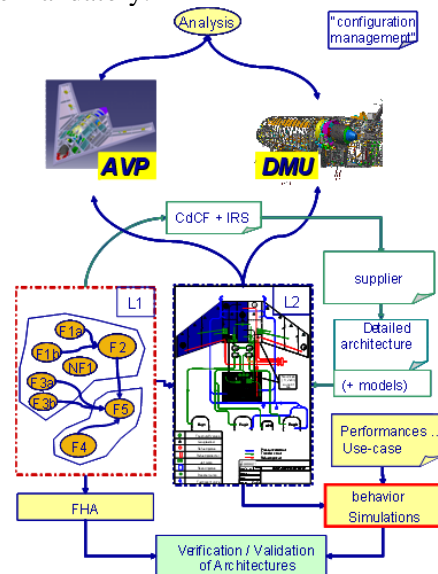 Analysis
"configuration
management"
AVP
DMU
CdCF + IRS
supplier
L1
L2
Detailed
architecture
(+ models)
F1a
F1b
F2
NF1
F3a
F3b
F5
F4
Performances ..
Use-case
FHA
behavior
Simulations
Verification / Validation
of Architectures